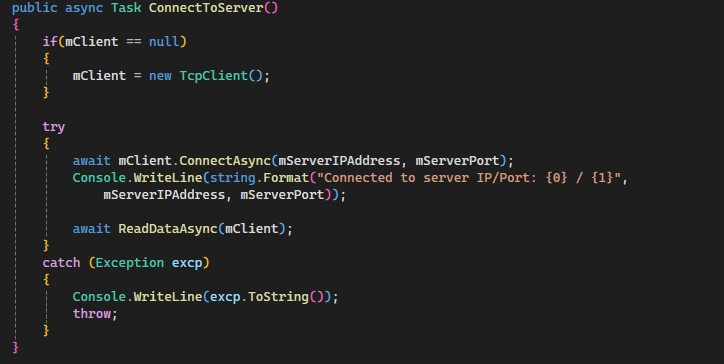 public async Task ConnectToServer()
{
if(mClient == null)
{
mClient = new TcpClient();
}
try
{
await mClient.ConnectAsync(mServerIPAddress, mServerPort);
Console.WriteLine(string.Format("Connected to server IP/Port: {0} / {1}",
mServerIPAddress, mServerPort));
await ReadDataAsync(mClient);
}
catch (Exception excp)
{
Console.WriteLine(excp.ToString());
throw;
}
}